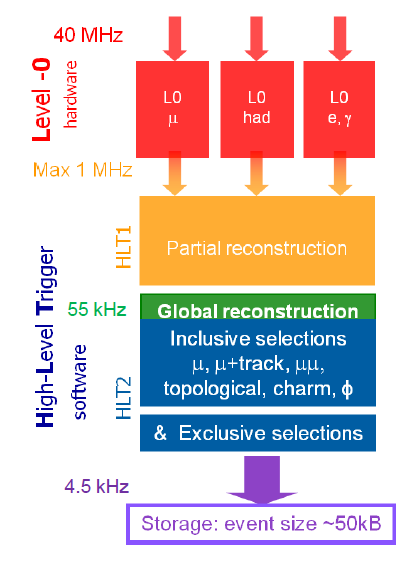 40 MHz
Level -0
hardware
L0
μ
L0
had
L0
e, γ
Max 1 MHz
High-Level Trigger
software
HLT1
Partial reconstruction
55 kHz
Global reconstruction
HLT2
Inclusive selections
μ, μ+track, μμ,
topological, charm, ϕ
& Exclusive selections
4.5 kHz
Storage: event size ~50kB